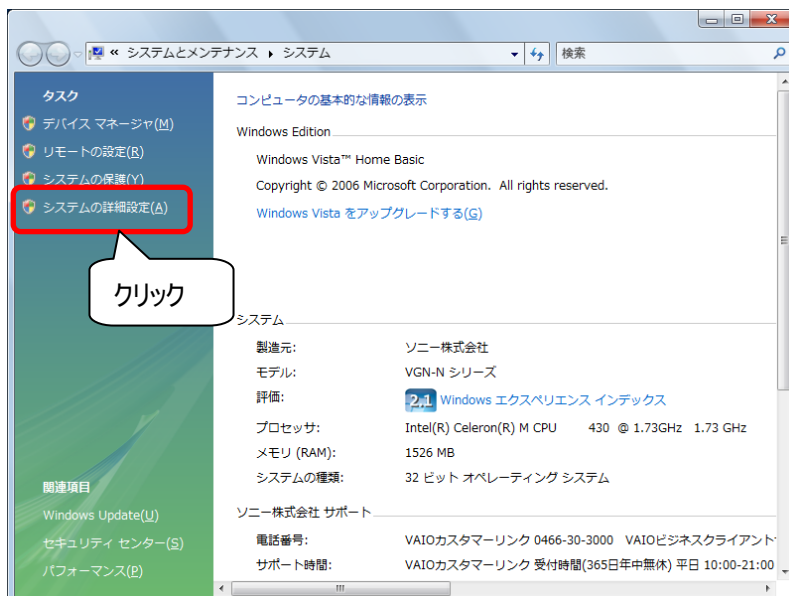 « システムとメンテナンス ▸ システム
検索
タスク
デバイス マネージャ(M)
リモートの設定(R)
システムの保護(Y)
システムの詳細設定(A)
クリック
関連項目
Windows Update(U)
セキュリティ センター(S)
パフォーマンス(P)
コンピュータの基本的な情報の表示
Windows Edition
Windows Vista™ Home Basic
Copyright © 2006 Microsoft Corporation. All rights reserved.
Windows Vista をアップグレードする(G)
システム
製造元: ソニー株式会社
モデル: VGN-N シリーズ
評価: 2.1 Windows エクスペリエンス インデックス
プロセッサ: Intel(R) Celeron(R) M CPU 430 @ 1.73GHz 1.73 GHz
メモリ (RAM): 1526 MB
システムの種類: 32 ビット オペレーティング システム
ソニー株式会社 サポート
電話番号: VAIOカスタマーリンク 0466-30-3000 VAIOビジネスクライアント
サポート時間: VAIOカスタマーリンク 受付時間(365日年中無休) 平日 10:00-21:00